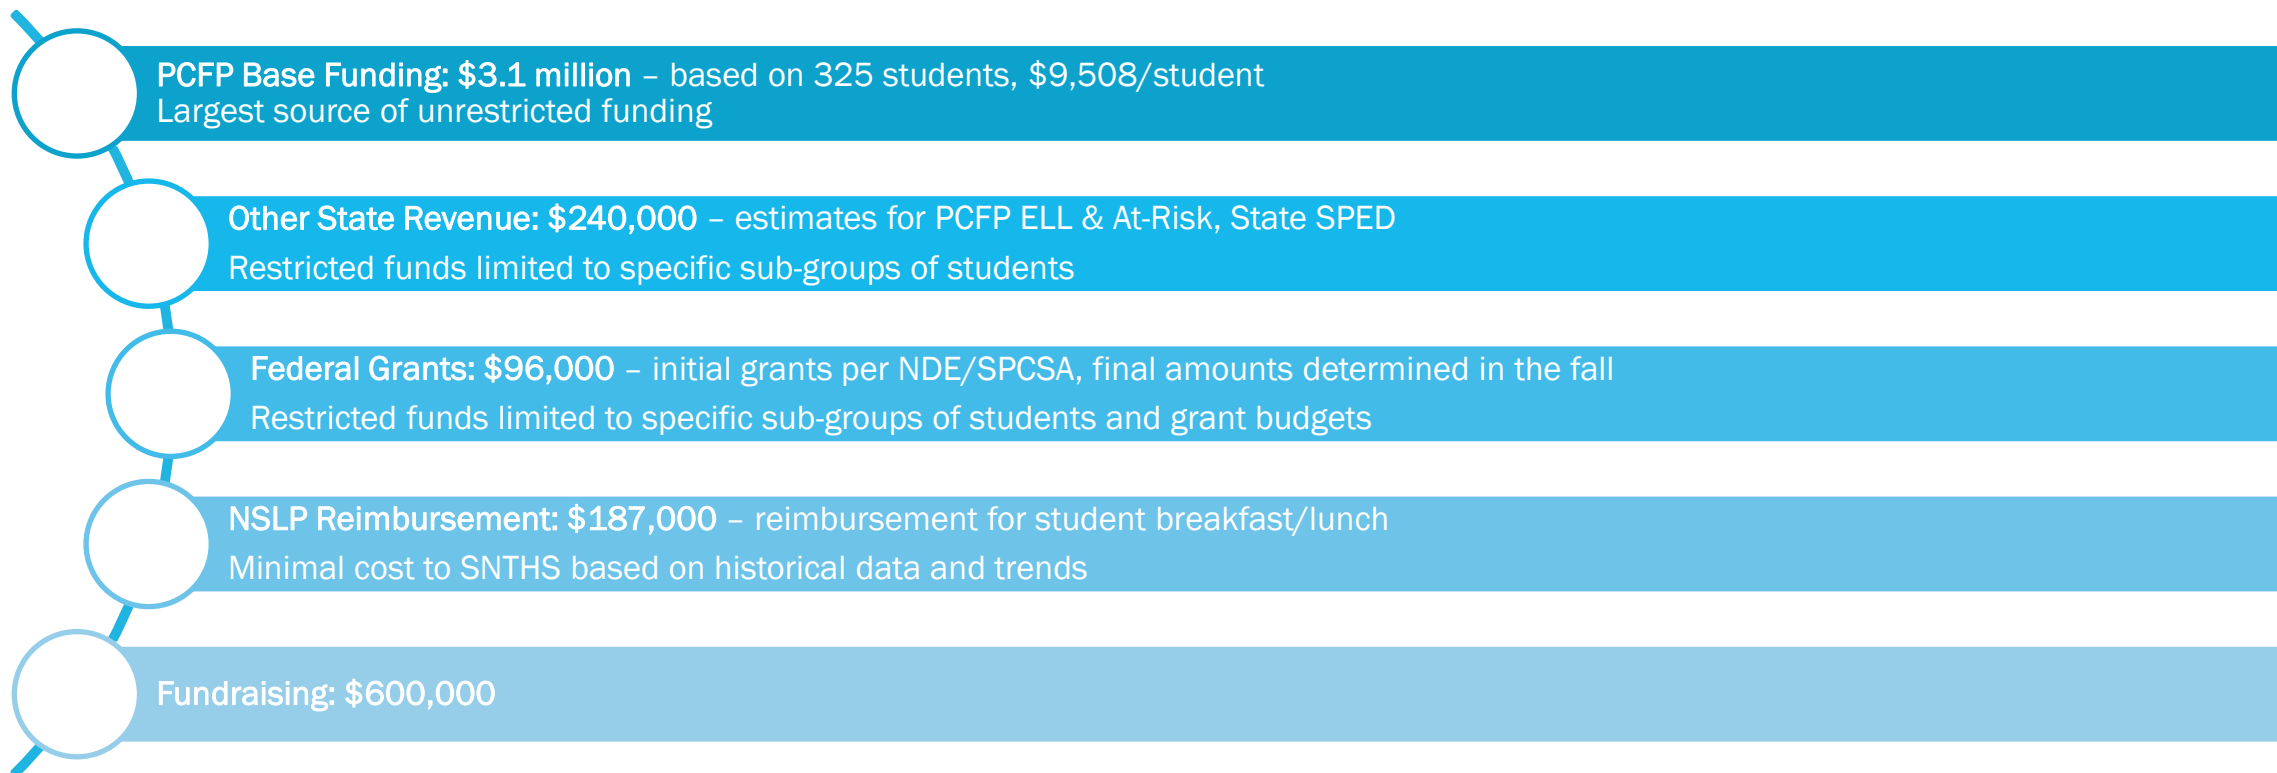 PCFP Base Funding: $3.1 million – based on 325 students, $9,508/student
Largest source of unrestricted funding
Other State Revenue: $240,000 – estimates for PCFP ELL & At-Risk, State SPED
Restricted funds limited to specific sub-groups of students
Federal Grants: $96,000 – initial grants per NDE/SPCSA, final amounts determined in the fall
Restricted funds limited to specific sub-groups of students and grant budgets
NSLP Reimbursement: $187,000 – reimbursement for student breakfast/lunch
Minimal cost to SNTHS based on historical data and trends
Fundraising: $600,000